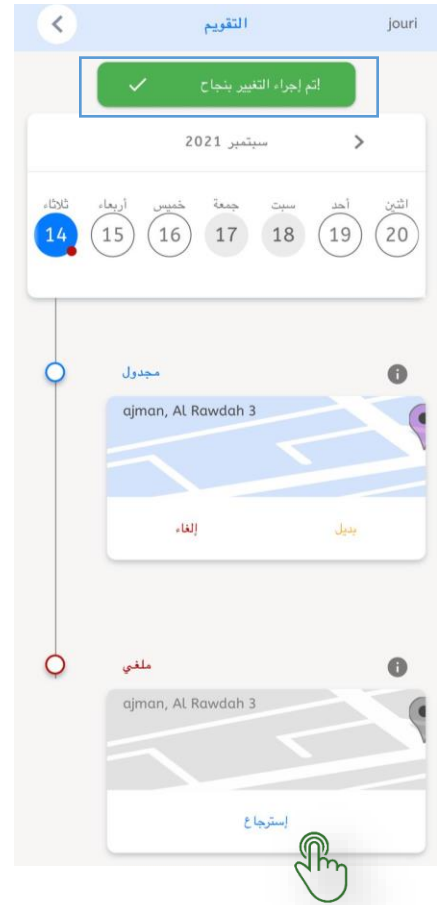 التقويم
jouri
!تم إجراء التغيير بنجاح
سبتمبر 2021
ثلاثاء أربعاء خميس جمعة سبت أحد اثنين
14 15 16 17 18 19 20
مجدول
ajman, Al Rawdah 3
إلغاء
بديل
ملغي
ajman, Al Rawdah 3
إسترجاع